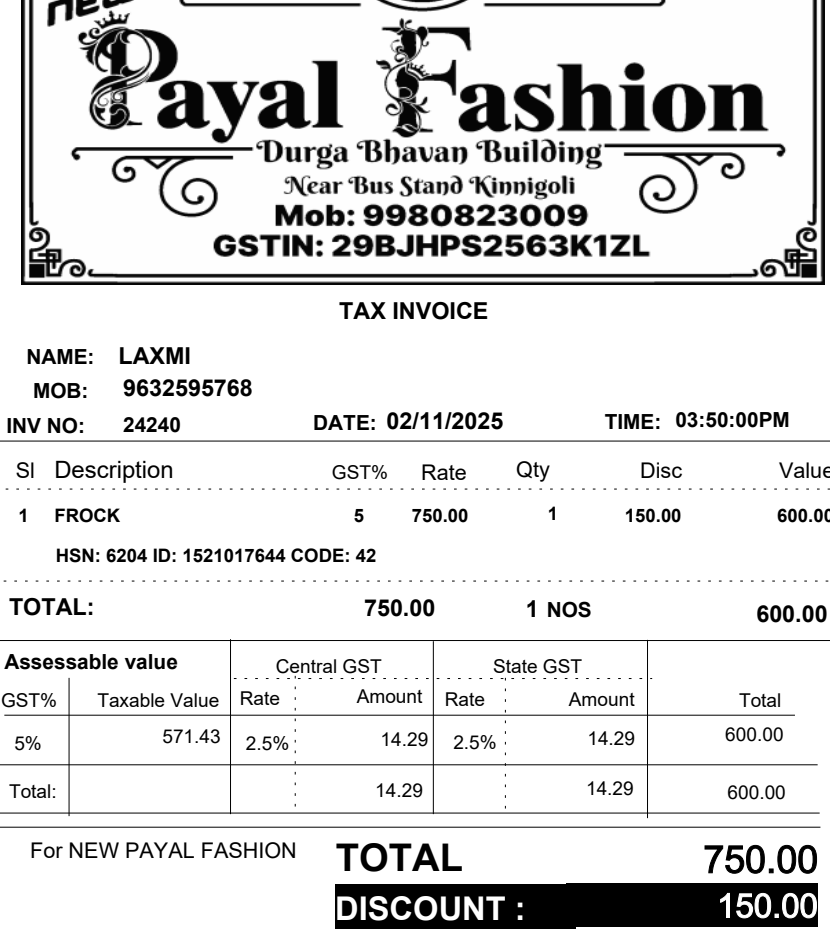 new
Payal Fashion
Durga Bhavan Building
Near Bus Stand Kinnigoli
Mob: 9980823009
GSTIN: 29BJHPS2563K1ZL
TAX INVOICE
NAME: LAXMI
MOB: 9632595768
INV NO: 24240 DATE: 02/11/2025 TIME: 03:50:00PM
Sl Description GST% Rate Qty Disc Value
1 FROCK 5 750.00 1 150.00 600.00
HSN: 6204 ID: 1521017644 CODE: 42
TOTAL: 750.00 1 NOS 600.00
Assessable value Central GST State GST
GST% Taxable Value Rate Amount Rate Amount Total
5% 571.43 2.5% 14.29 2.5% 14.29 600.00
Total: 14.29 14.29 600.00
For NEW PAYAL FASHION TOTAL 750.00
DISCOUNT : 150.00